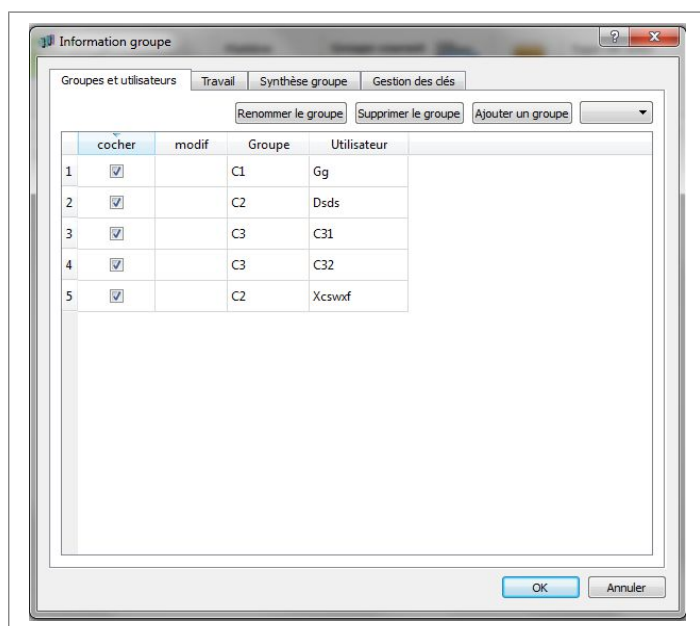 Information groupe
Groupes et utilisateurs Travail Synthèse groupe Gestion des clés
Renommer le groupe Supprimer le groupe Ajouter un groupe
cocher modif Groupe Utilisateur
1 C1 Gg
2 C2 Dsds
3 C3 C31
4 C3 C32
5 C2 Xcswxf
OK Annuler